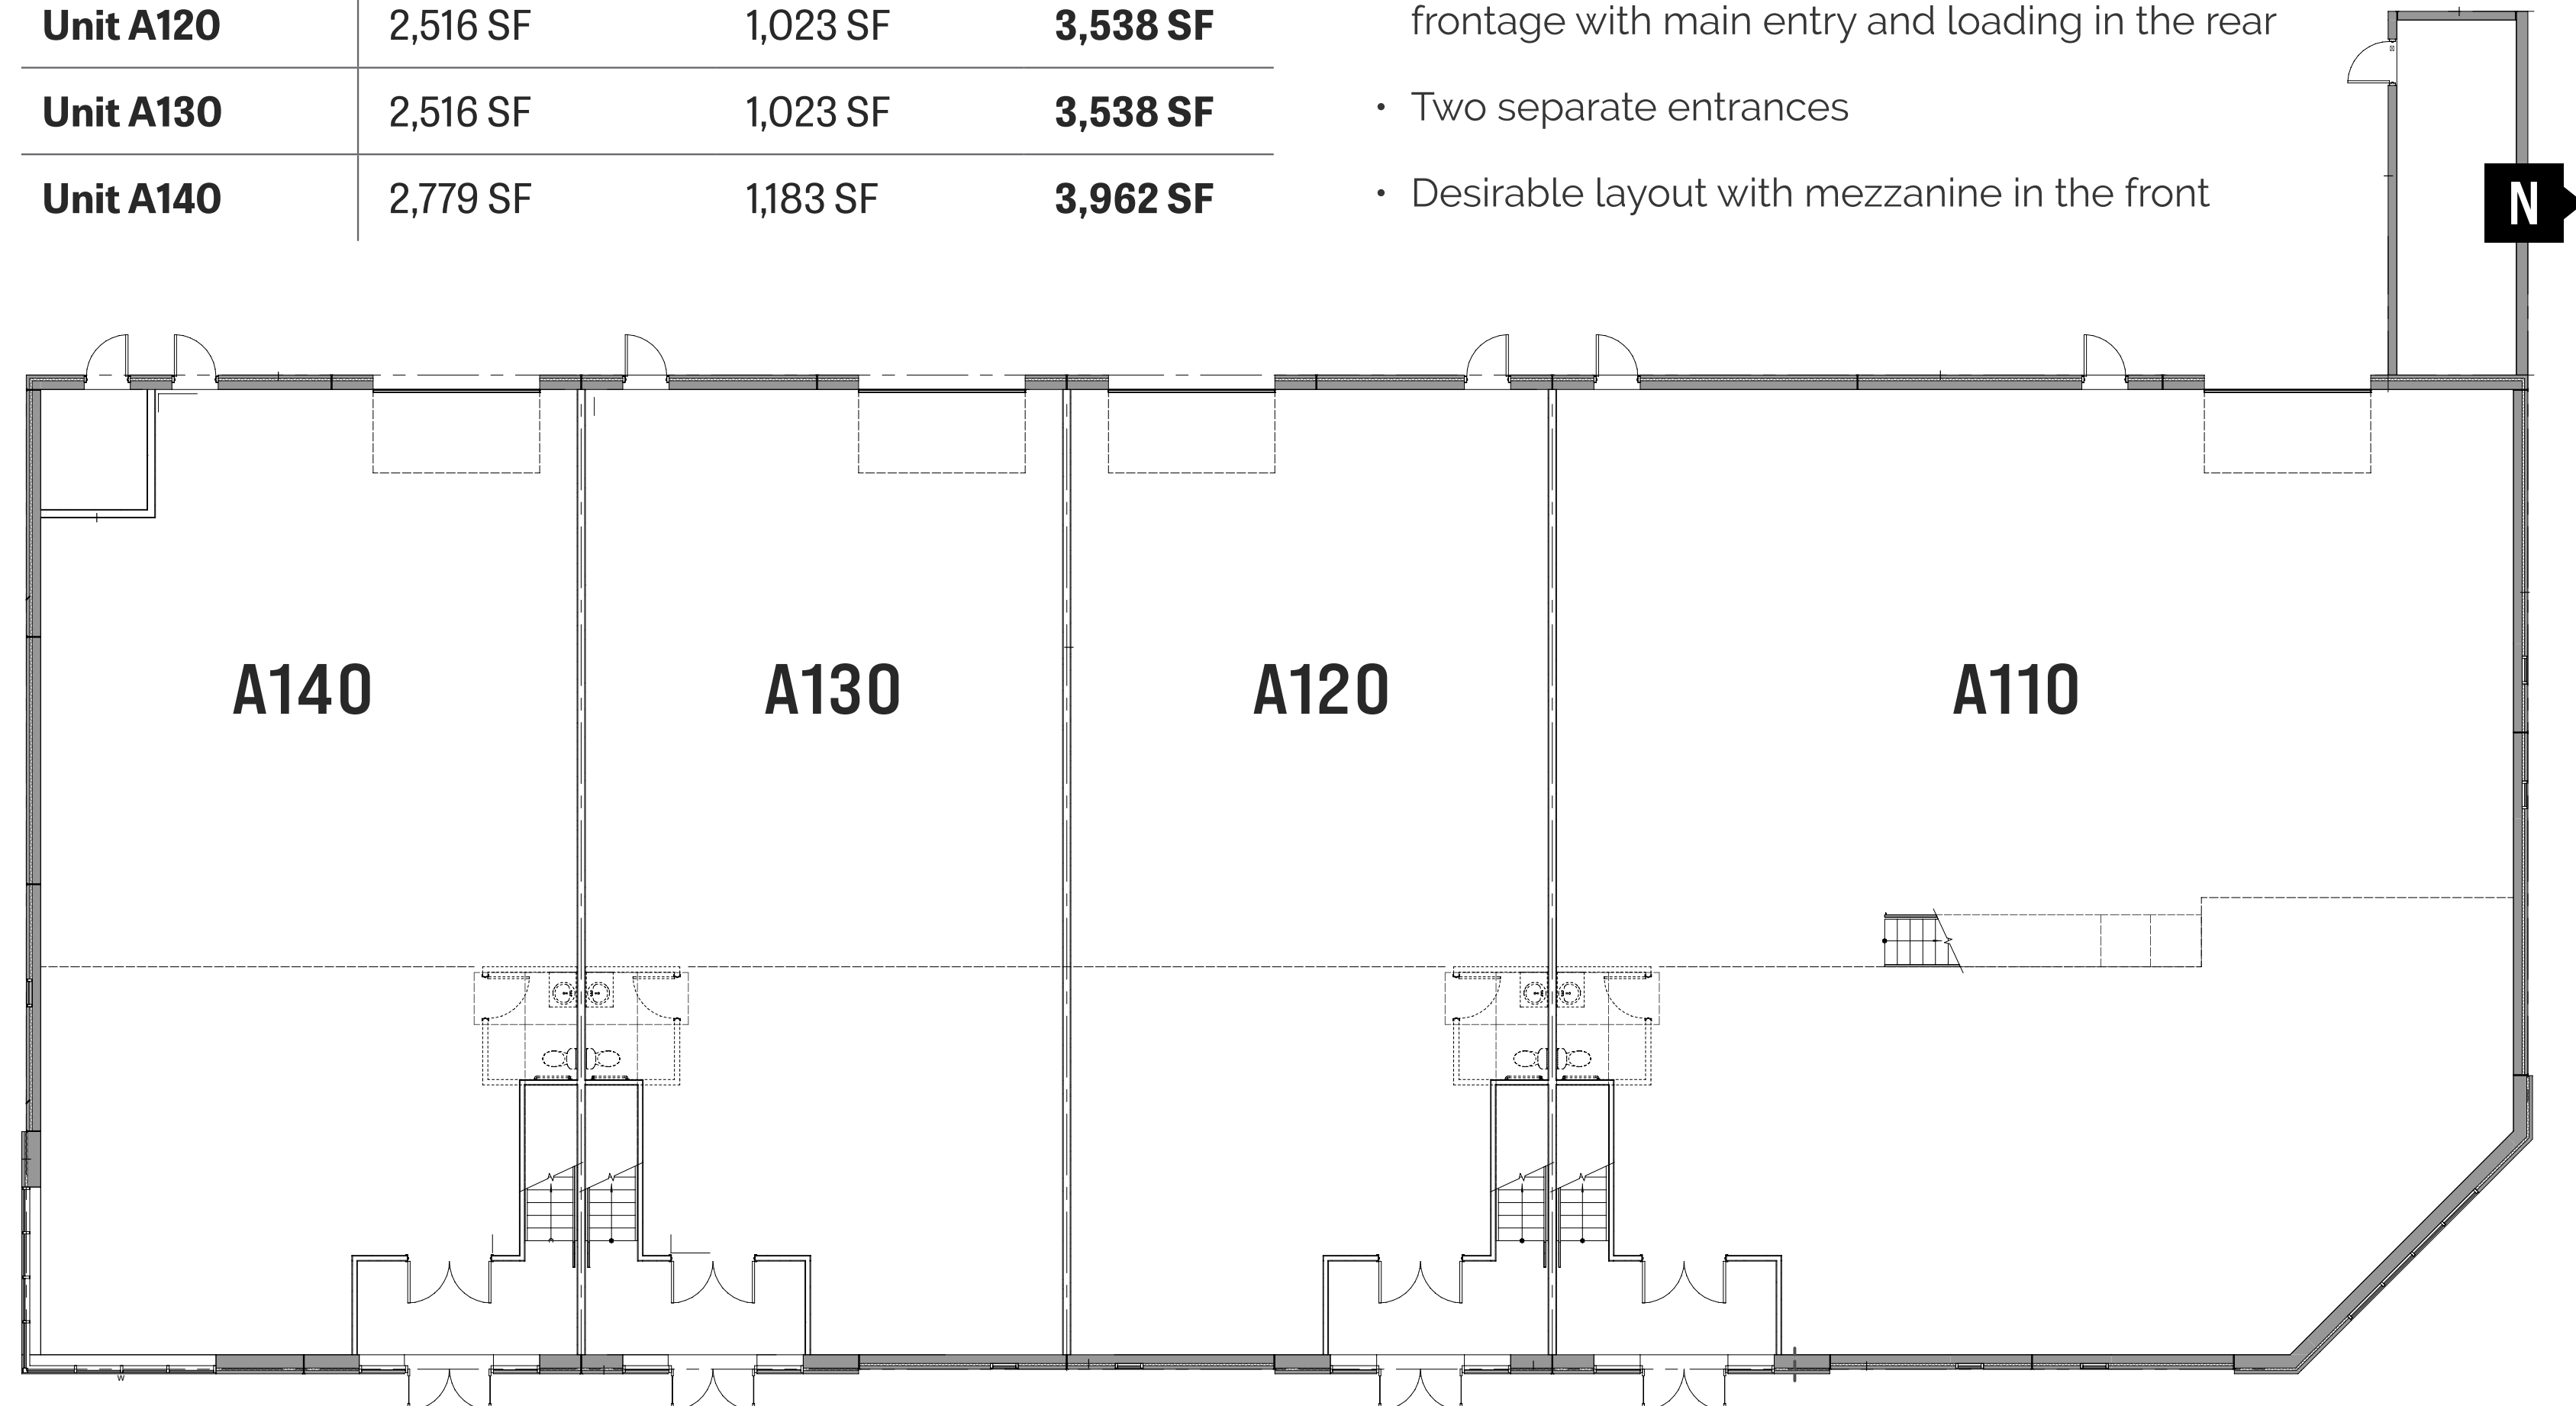 Unit A120 2,516 SF 1,023 SF 3,538 SF
Unit A130 2,516 SF 1,023 SF 3,538 SF
Unit A140 2,779 SF 1,183 SF 3,962 SF
frontage with main entry and loading in the rear
• Two separate entrances
• Desirable layout with mezzanine in the front
N
A140 A130 A120 A110
W